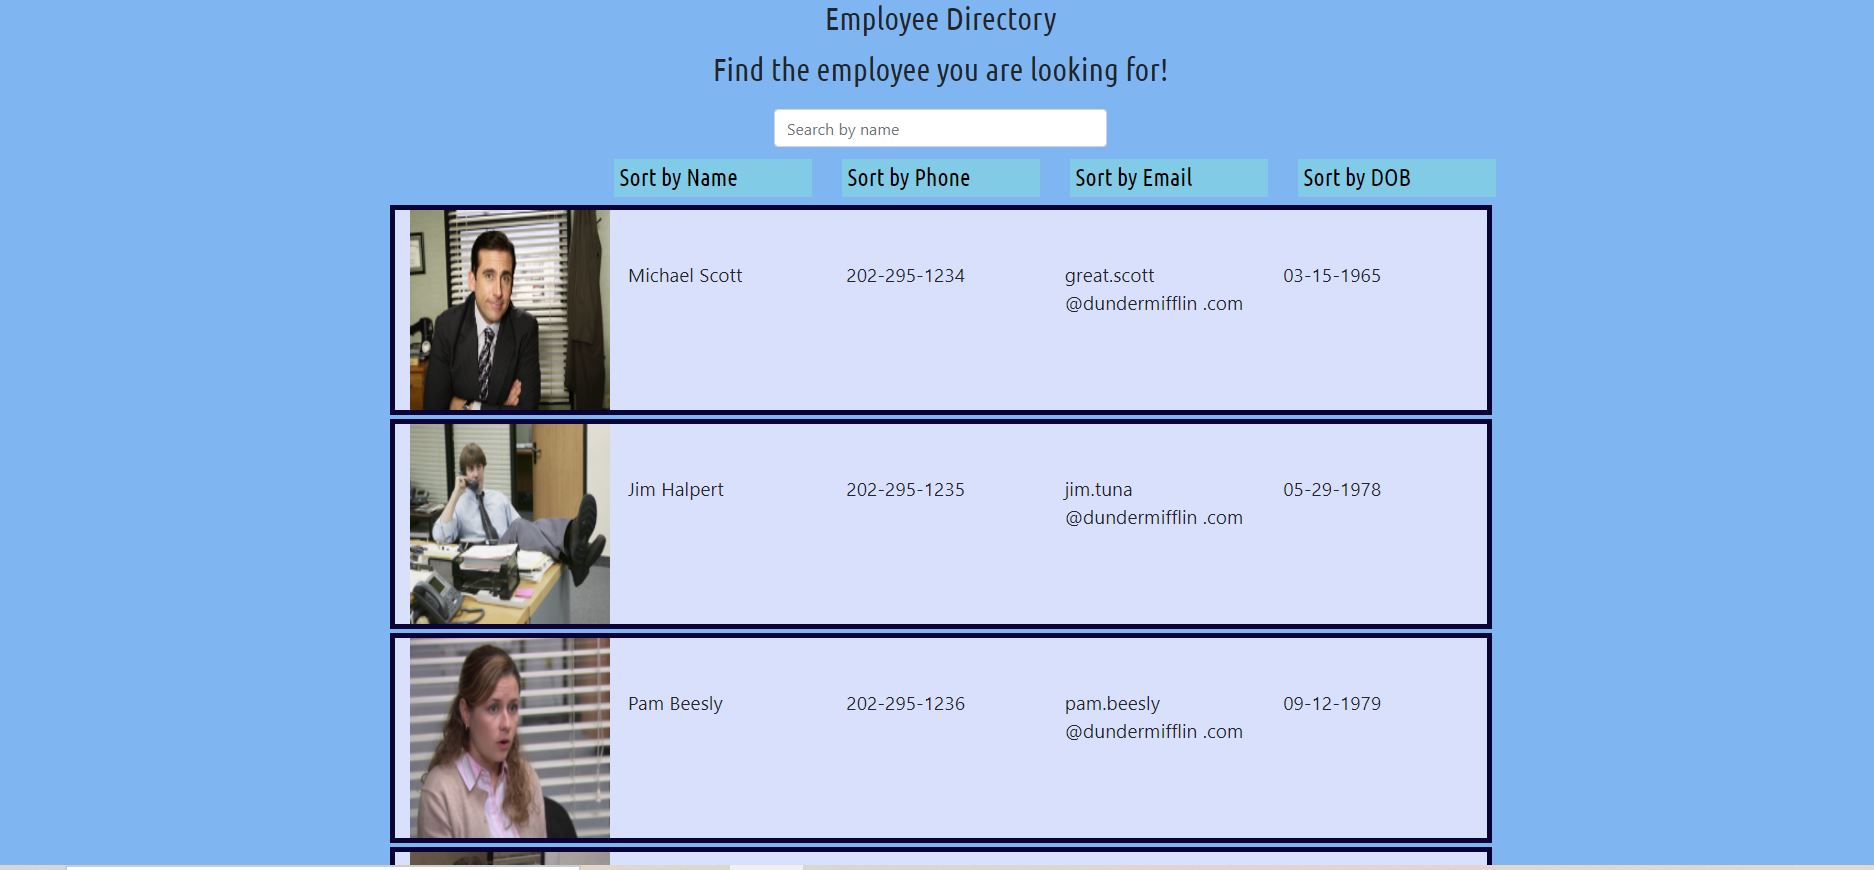 Employee Directory
Find the employee you are looking for!
Search by name
Sort by Name Sort by Phone Sort by Email Sort by DOB
Michael Scott 202-295-1234 great.scott 03-15-1965
@dundermifflin .com
Jim Halpert 202-295-1235 jim.tuna 05-29-1978
@dundermifflin .com
Pam Beesly 202-295-1236 pam.beesly 09-12-1979
@dundermifflin .com